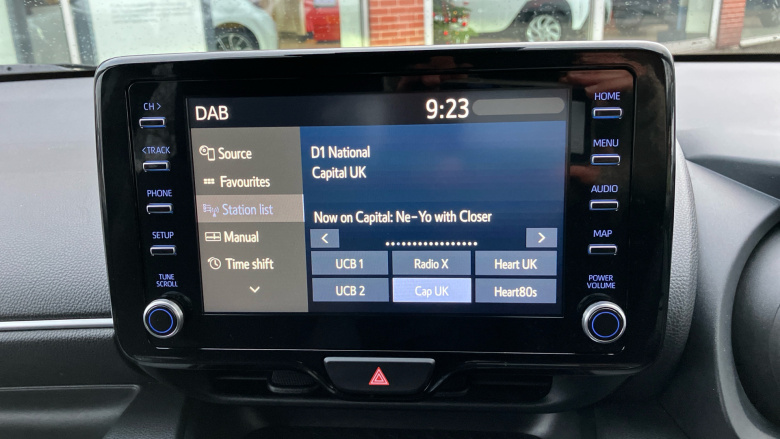 DAB
9:23
Source
Favourites
Station list
Manual
Time shift
D1 National
Capital UK
Now on Capital: Ne-Yo with Closer
<
>
UCB 1
Radio X
Heart UK
UCB 2
Cap UK
Heart80s
CH >
<TRACK
PHONE
SETUP
TUNE
SCROLL
HOME
MENU
AUDIO
MAP
POWER
VOLUME